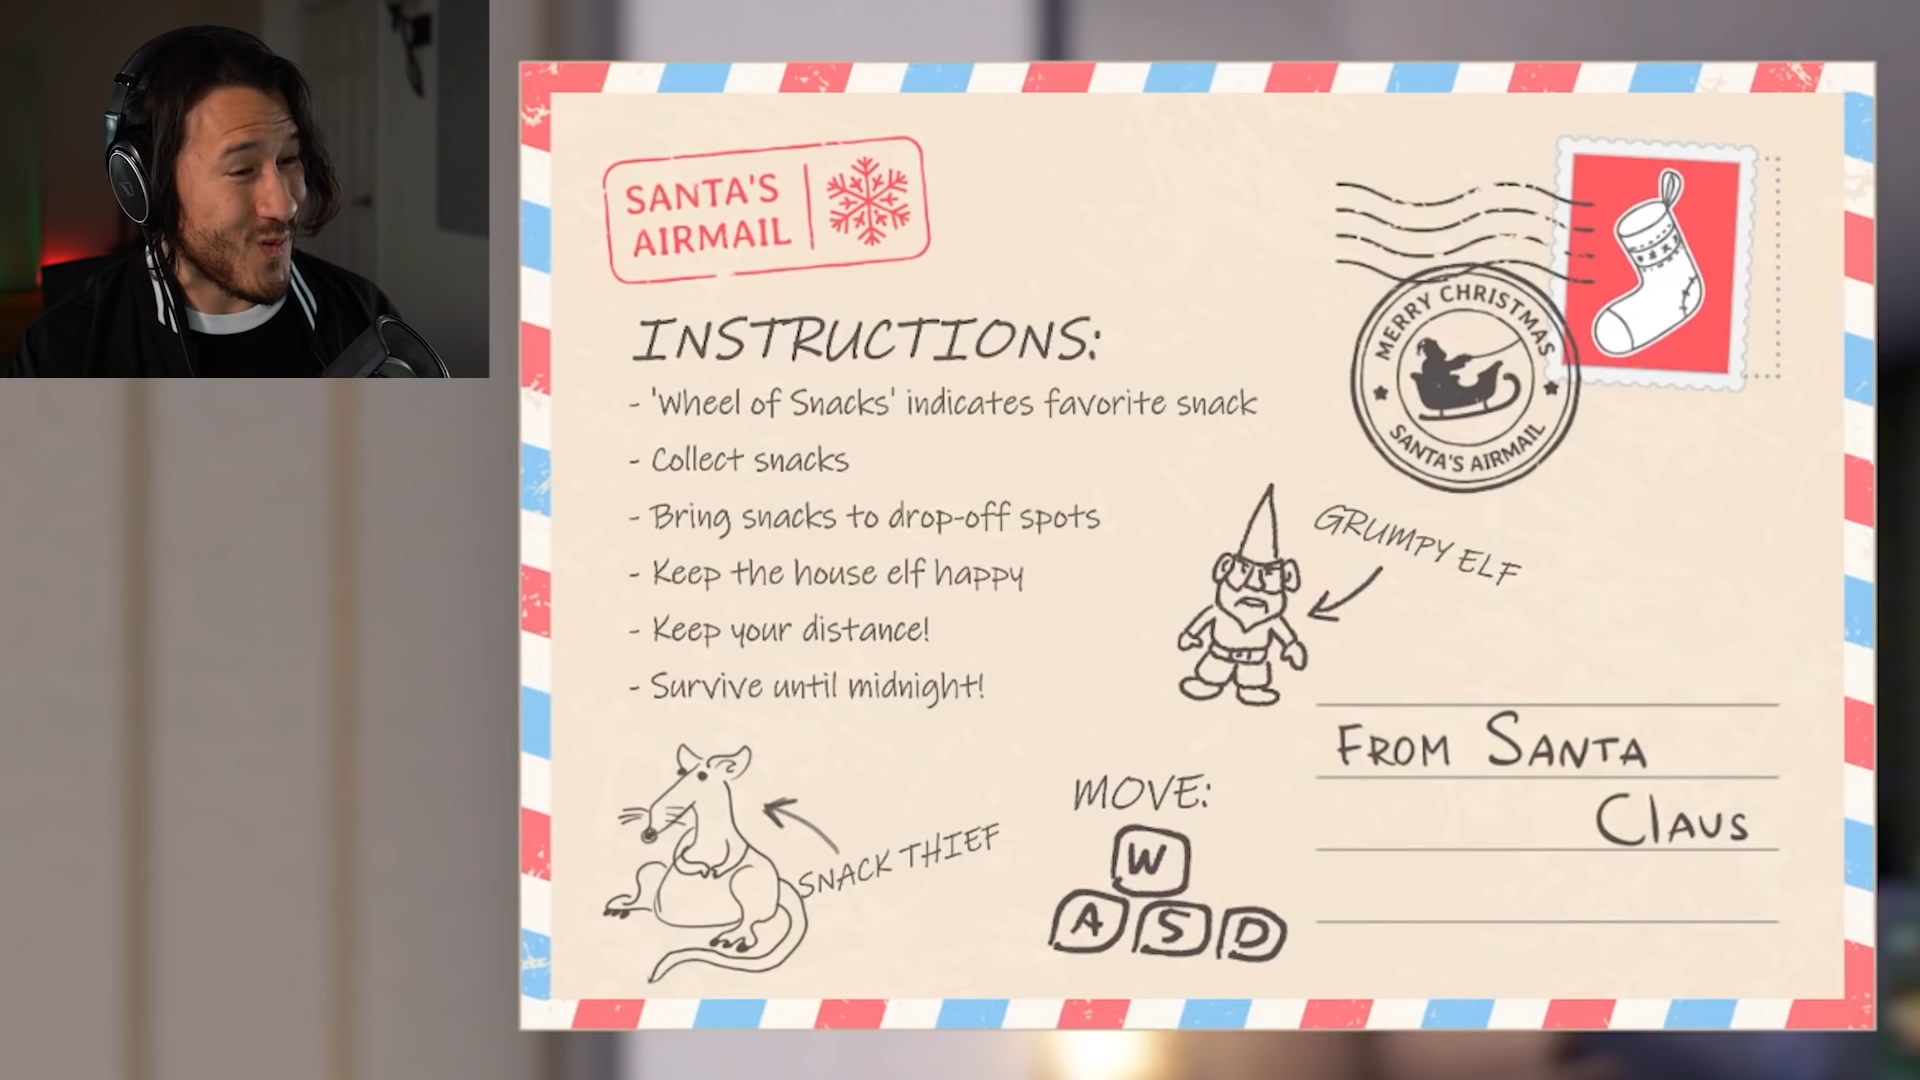 SANTA'S
AIRMAIL
MERRY CHRISTMAS
SANTA'S AIRMAIL
INSTRUCTIONS:
- 'Wheel of Snacks' indicates favorite snack
- Collect snacks
- Bring snacks to drop-off spots
- Keep the house elf happy
- Keep your distance!
- Survive until midnight!
GRUMPY ELF
FROM SANTA
CLAUS
SNACK THIEF
MOVE:
W
A S D